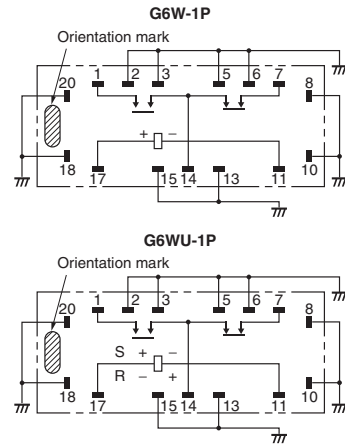 G6W-1P
Orientation mark
20 1 2 3 5 6 7 8
+ −
18 17 15 14 13 11 10
G6WU-1P
Orientation mark
20 1 2 3 5 6 7 8
S + −
R − +
18 17 15 14 13 11 10